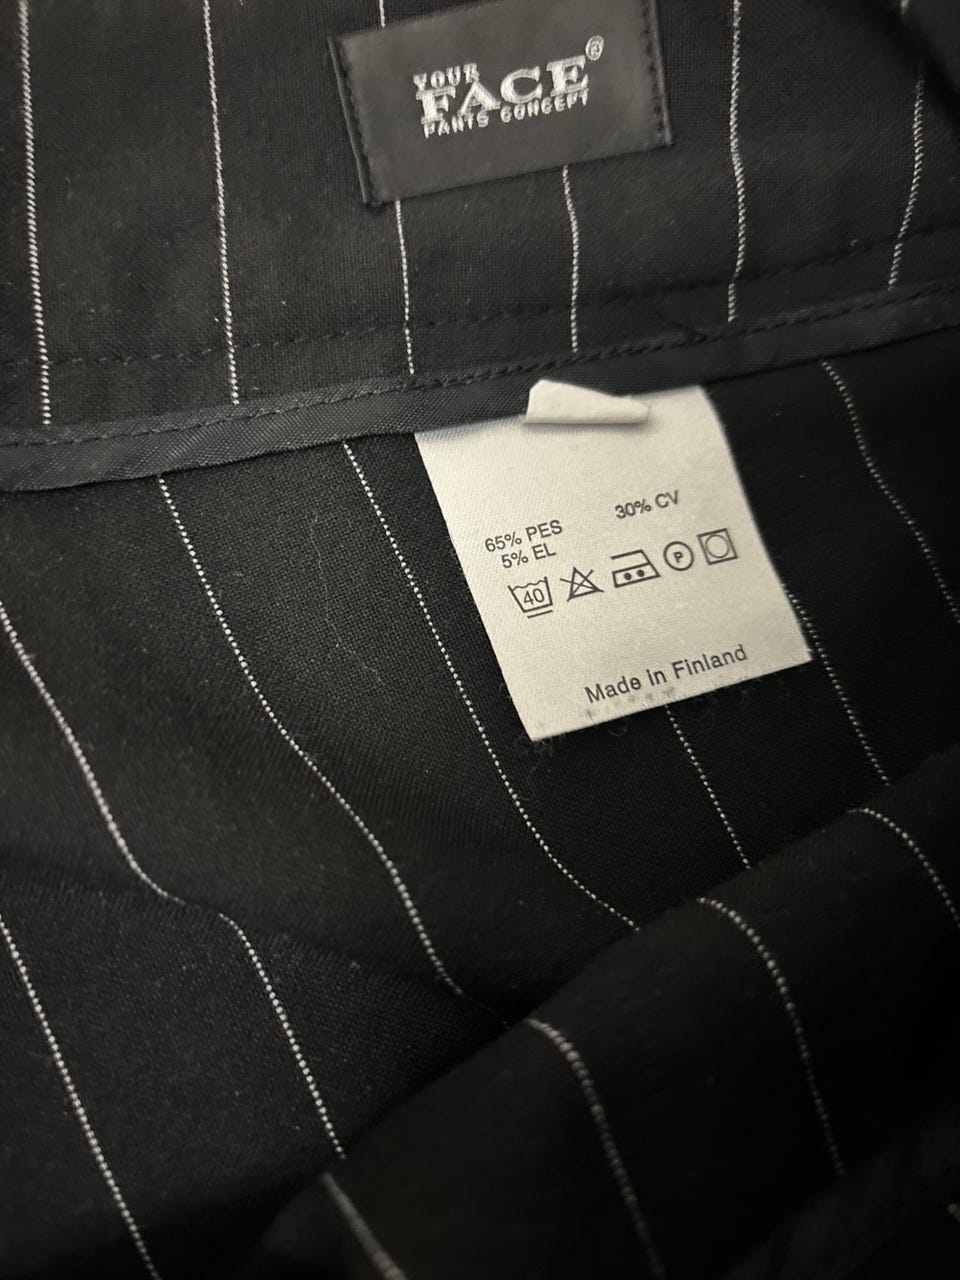 YOUR
FACE®
PANTS CONCEPT
65% PES 30% CV
5% EL
40
P
Made in Finland